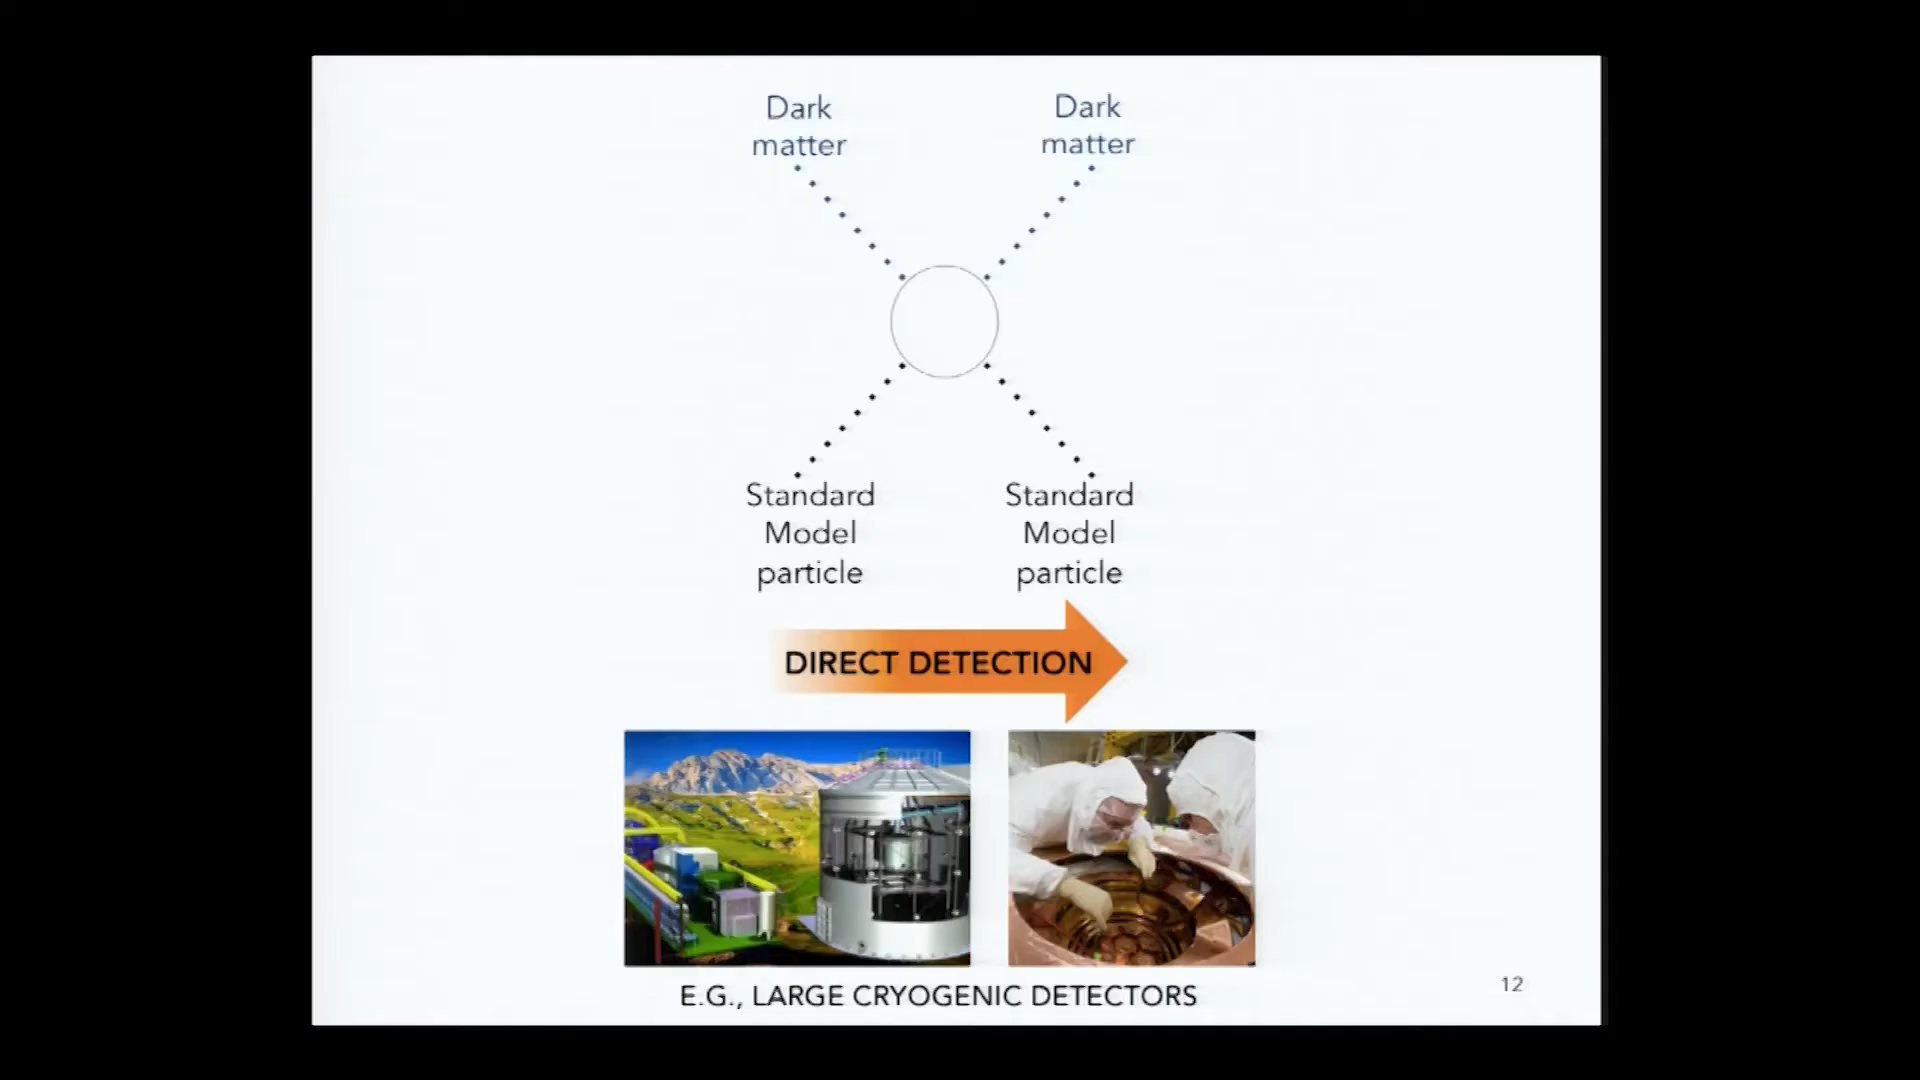 Dark
matter
Dark
matter
Standard
Model
particle
Standard
Model
particle
DIRECT DETECTION
E.G., LARGE CRYOGENIC DETECTORS
12